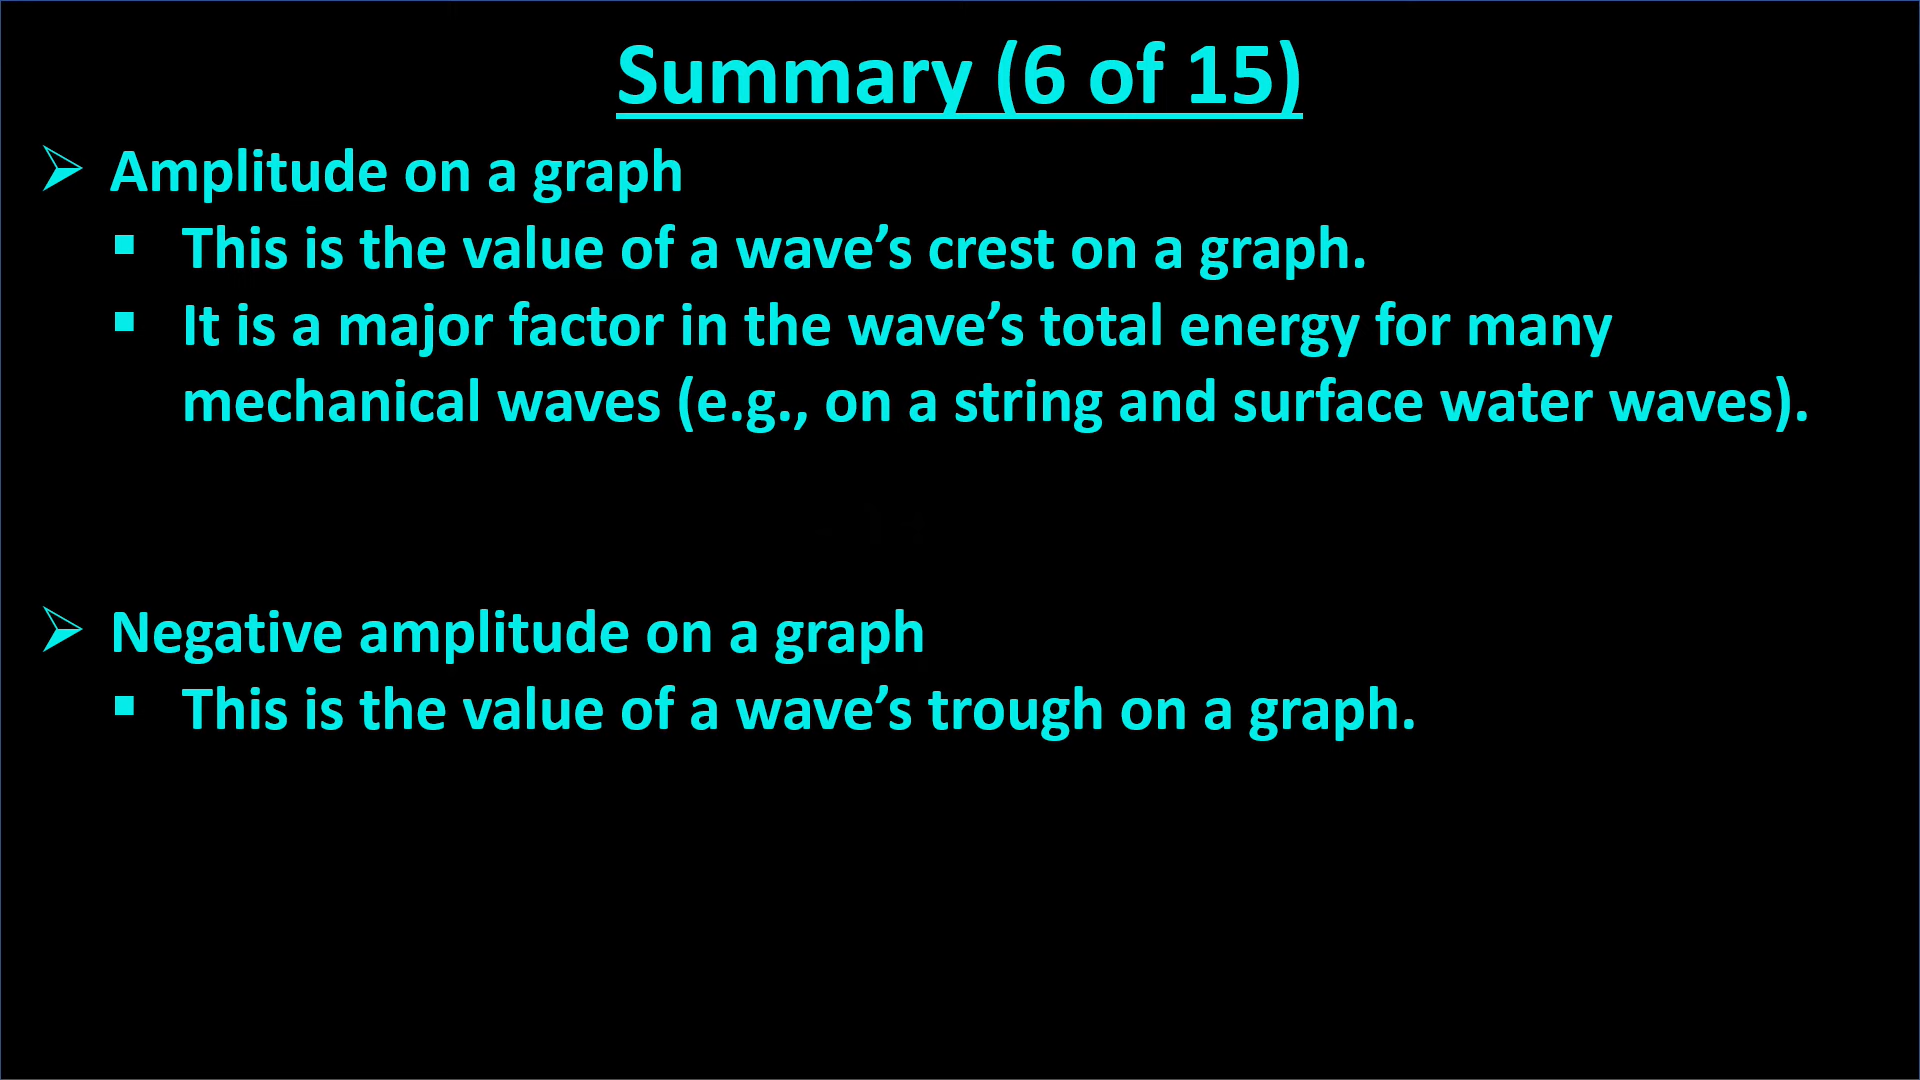 Summary (6 of 15)
➢ Amplitude on a graph
▪ This is the value of a wave’s crest on a graph.
▪ It is a major factor in the wave’s total energy for many
mechanical waves (e.g., on a string and surface water waves).
➢ Negative amplitude on a graph
▪ This is the value of a wave’s trough on a graph.